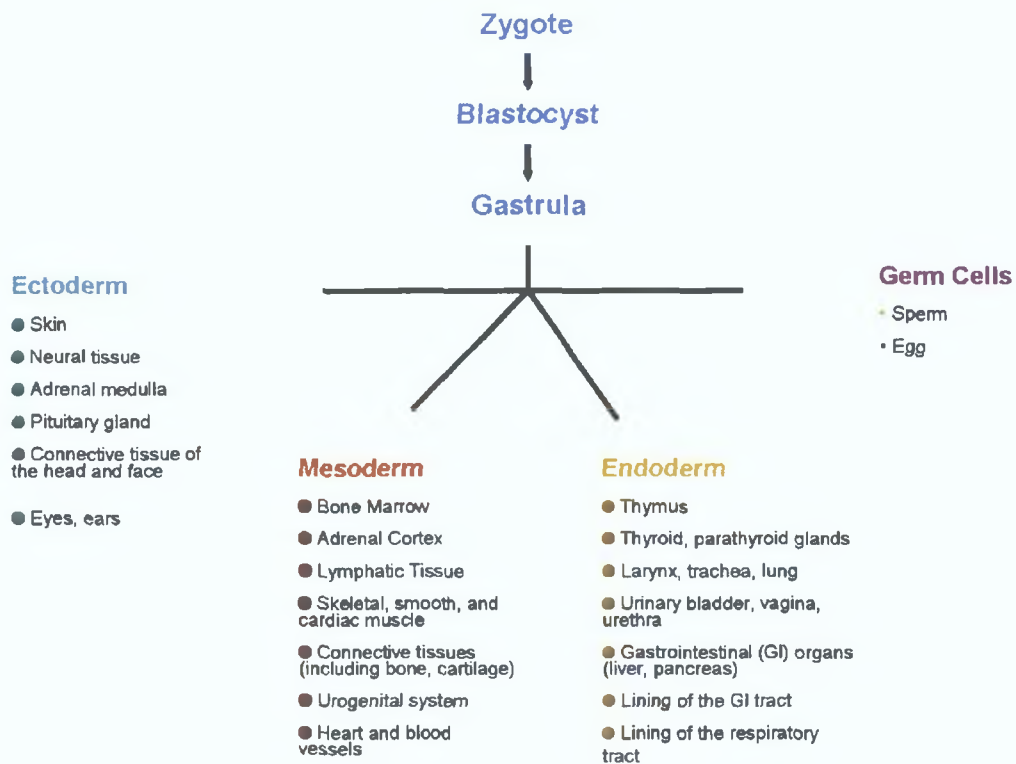 Zygote
Blastocyst
Gastrula
Ectoderm
Skin
Neural tissue
Adrenal medulla
Pituitary gland
Connective tissue of
the head and face
Eyes, ears
Mesoderm
Bone Marrow
Adrenal Cortex
Lymphatic Tissue
Skeletal, smooth, and
cardiac muscle
Connective tissues
(including bone, cartilage)
Urogenital system
Heart and blood
vessels
Endoderm
Thymus
Thyroid, parathyroid glands
Larynx, trachea, lung
Urinary bladder, vagina,
urethra
Gastrointestinal (GI) organs
(liver, pancreas)
Lining of the GI tract
Lining of the respiratory
tract
Germ Cells
Sperm
Egg